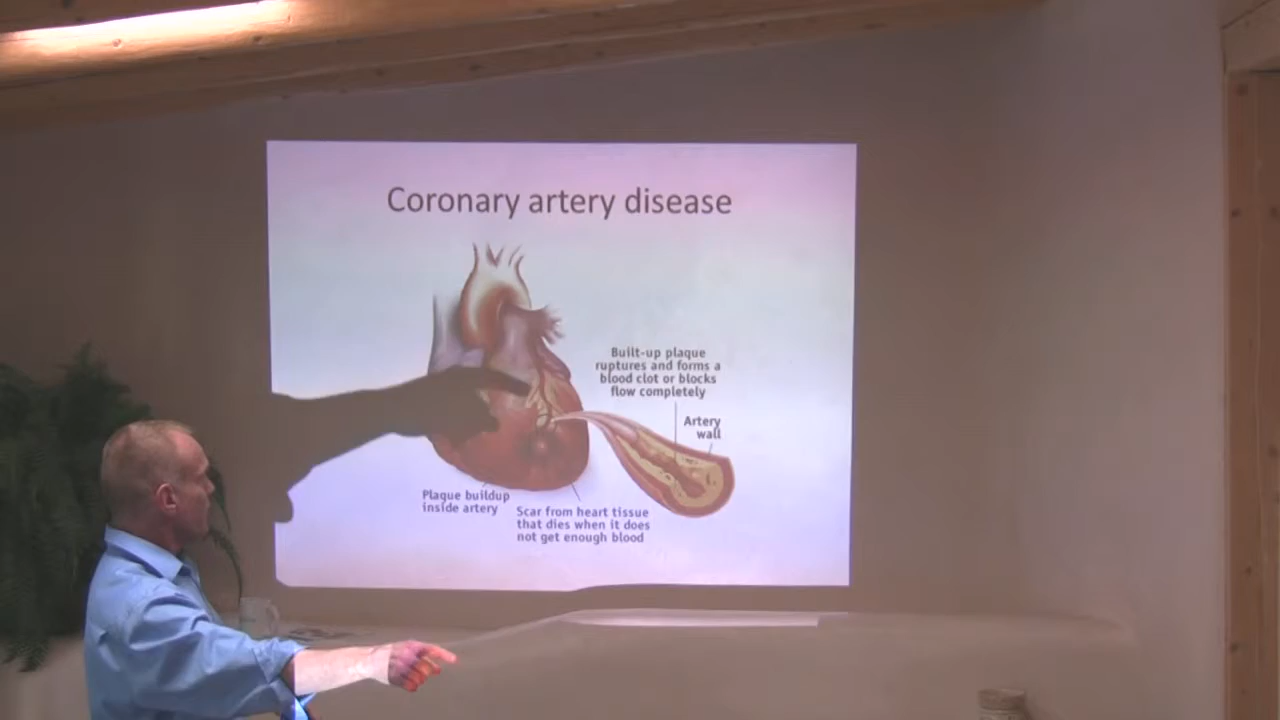 Coronary artery disease
Built-up plaque
ruptures and forms a
blood clot or blocks
flow completely
Artery
wall
Plaque buildup
inside artery
Scar from heart tissue
that dies when it does
not get enough blood